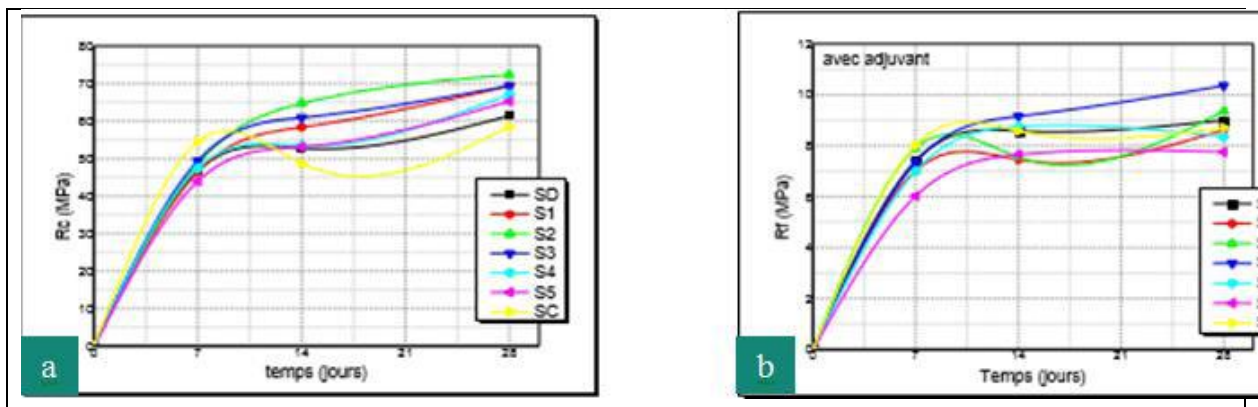 80
70
60
50
40
30
20
10
0
Rc (MPa)
0 7 14 21 28
temps (jours)
SD
S1
S2
S3
S4
S5
SC
a
avec adjuvant
12
10
8
6
4
2
0
Rf (MPa)
0 7 14 21 28
Temps (jours)
b